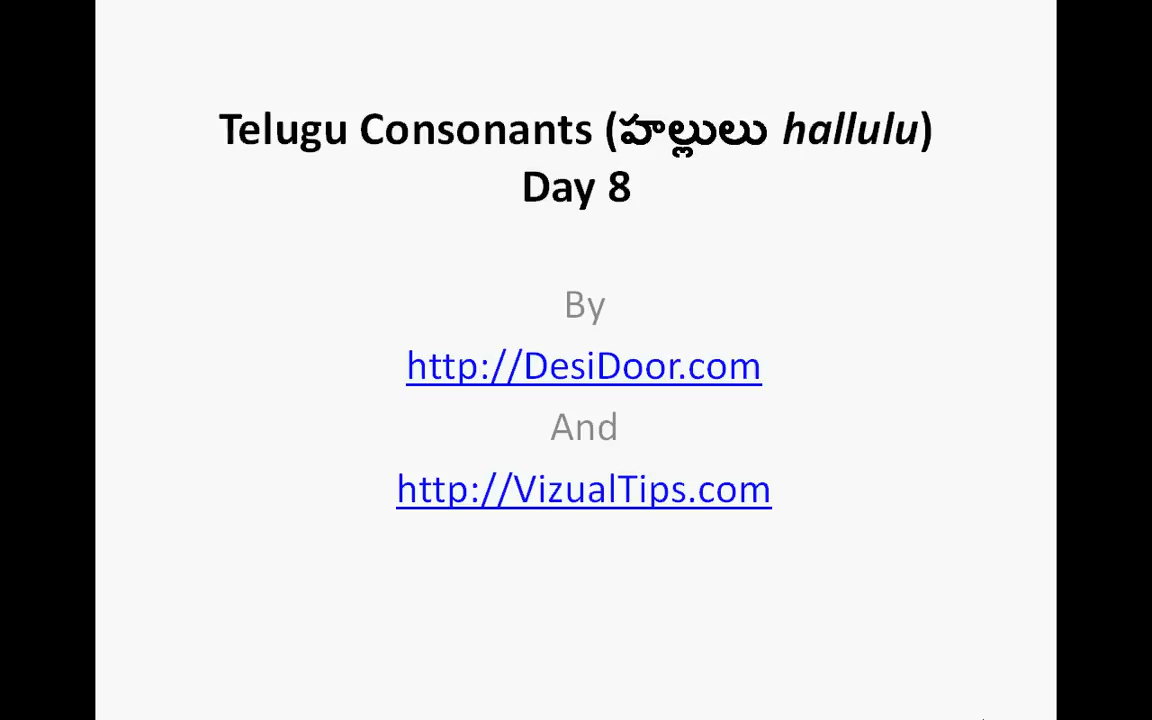 Telugu Consonants (హల్లులు hallulu)
Day 8
By
http://DesiDoor.com
And
http://VizualTips.com